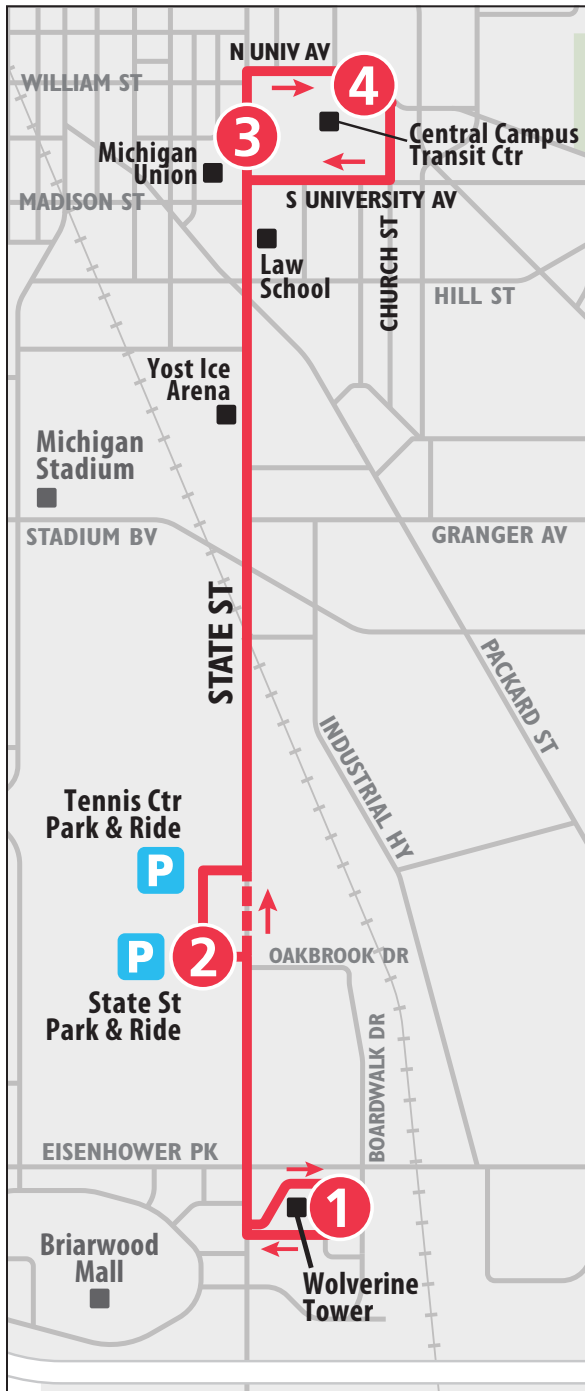 N UNIV AV
WILLIAM ST
4
3
Central Campus
Transit Ctr
Michigan
Union
MADISON ST
S UNIVERSITY AV
CHURCH ST
Law
School
HILL ST
Yost Ice
Arena
Michigan
Stadium
STADIUM BV
GRANGER AV
STATE ST
PACKARD ST
INDUSTRIAL HY
Tennis Ctr
Park & Ride
P
P
2
OAKBROOK DR
State St
Park & Ride
BOARDWALK DR
EISENHOWER PK
1
Briarwood
Mall
Wolverine
Tower